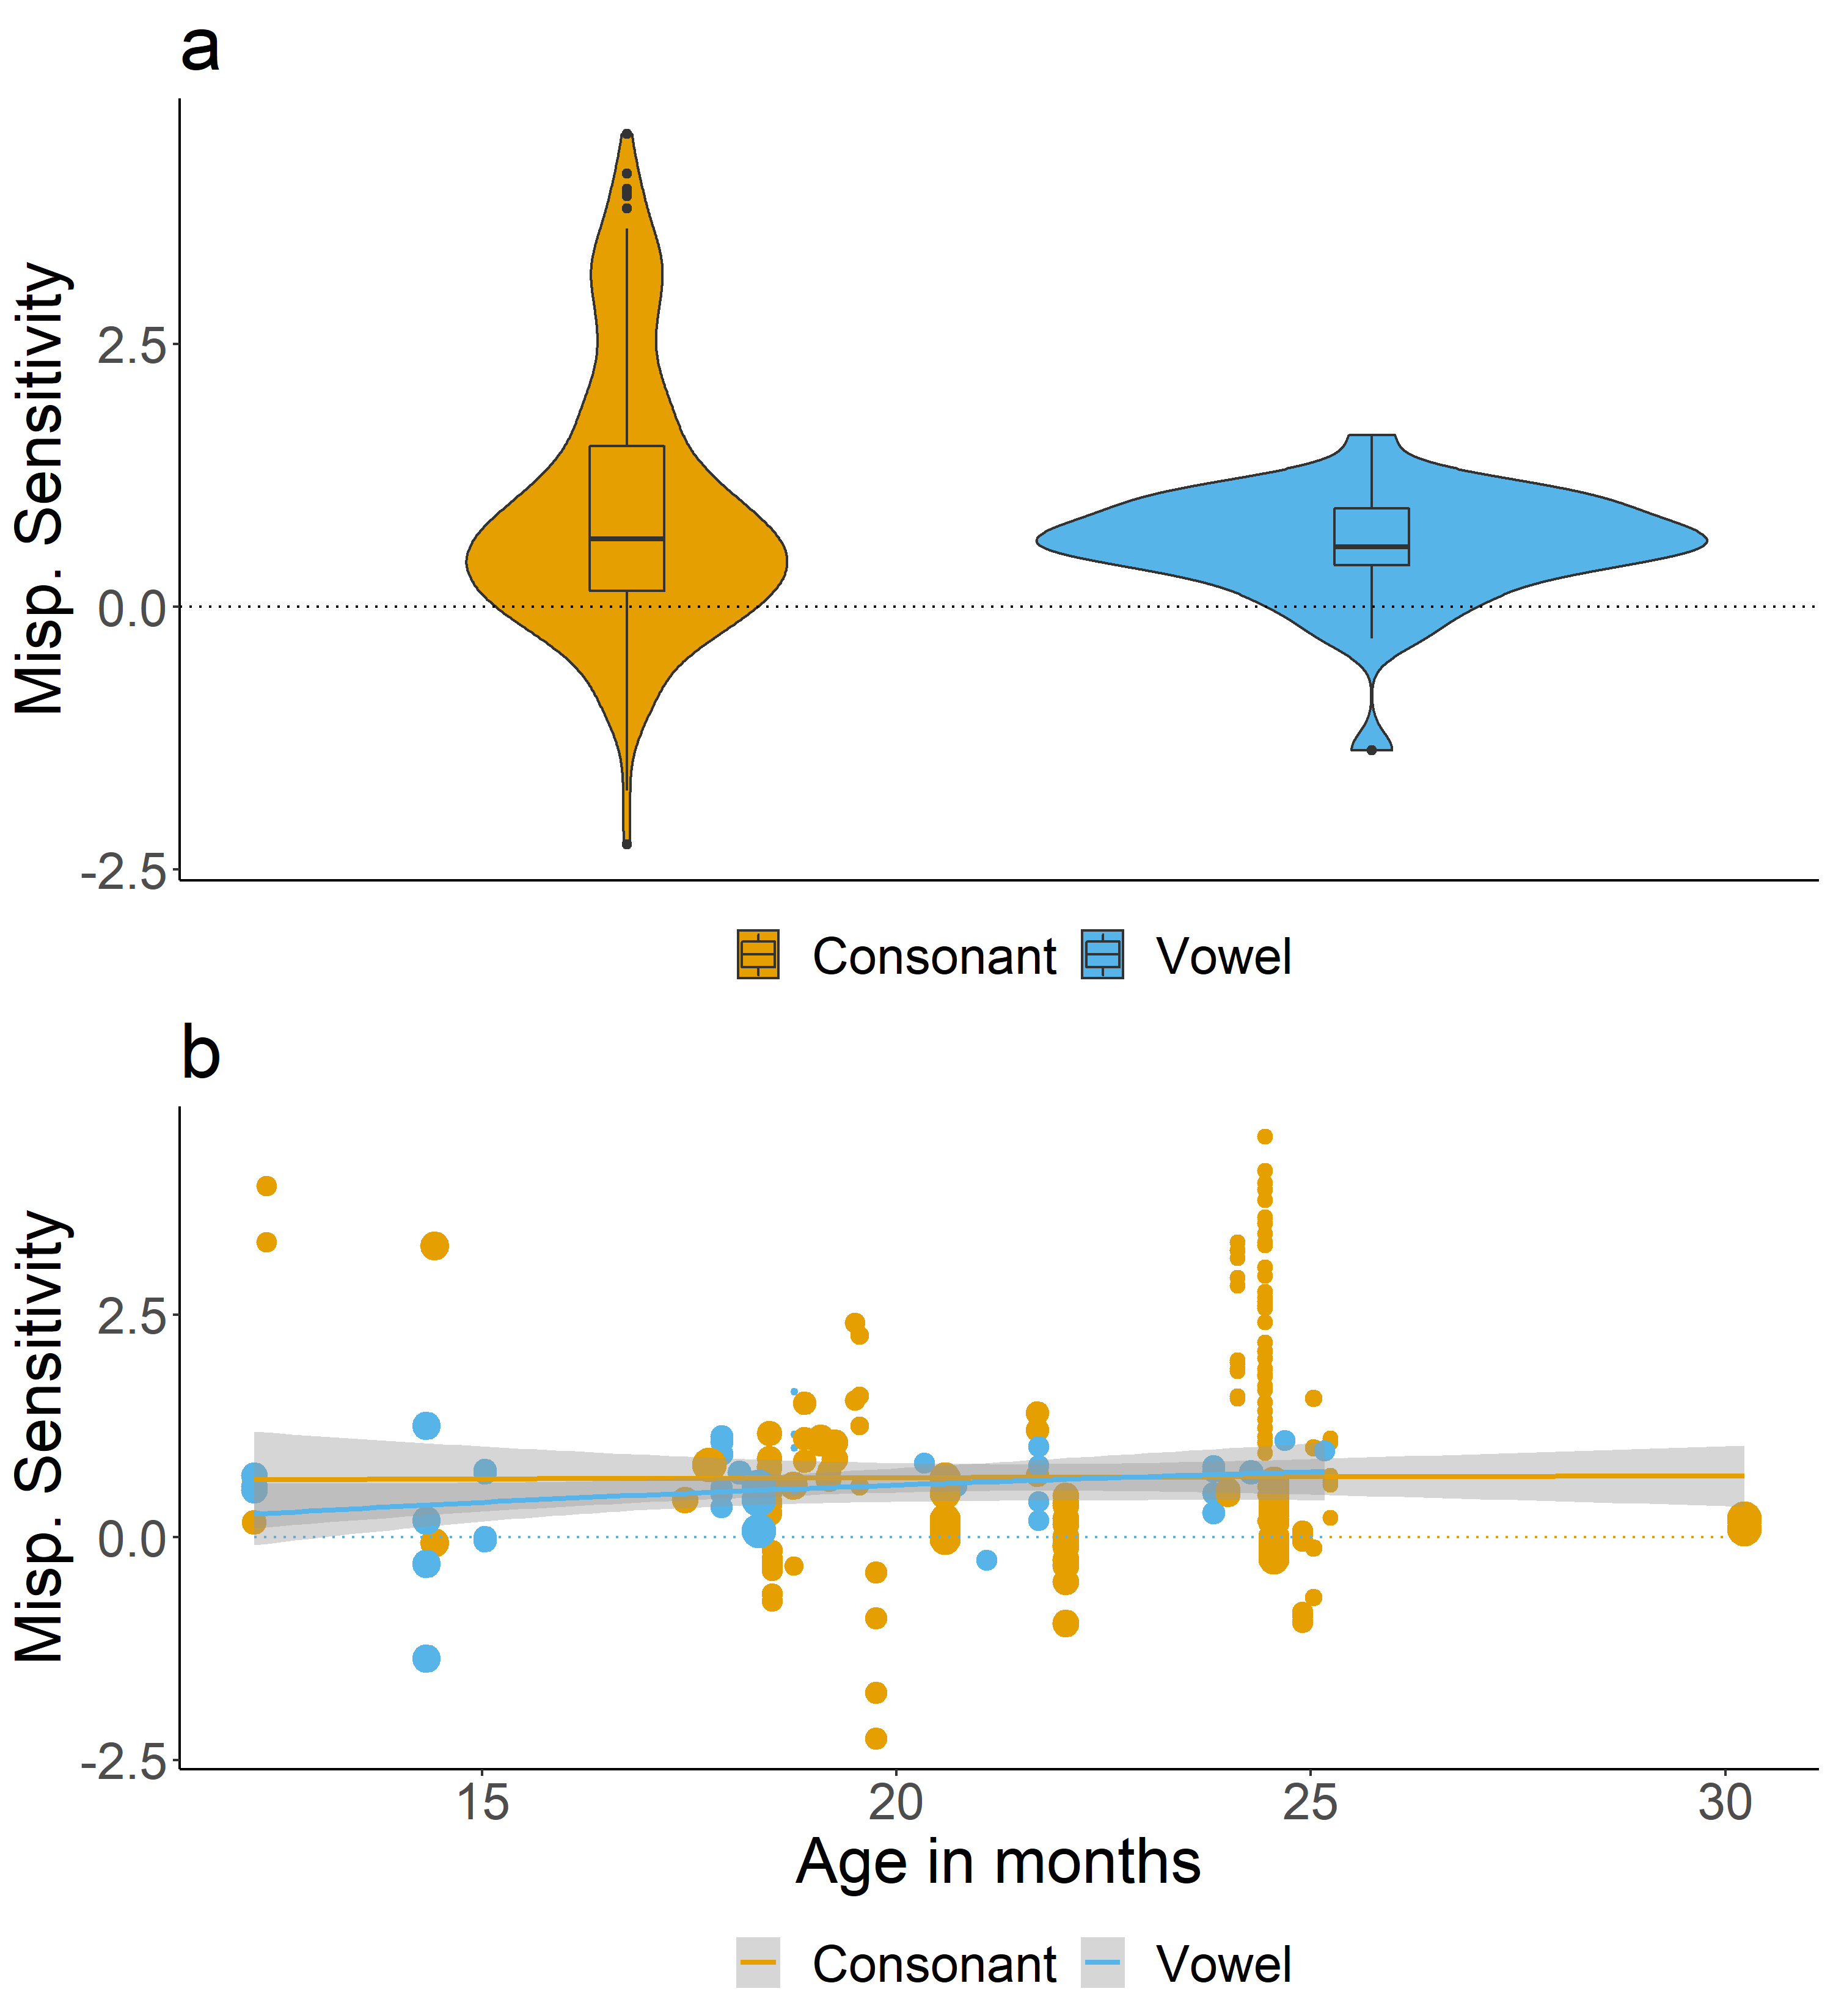 a
Misp. Sensitivity
2.5
0.0
-2.5
Consonant Vowel
b
Misp. Sensitivity
2.5
0.0
-2.5
15 20 25 30
Age in months
Consonant Vowel